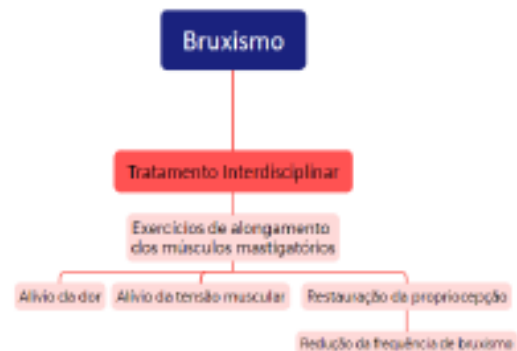 Bruxismo
Tratamento Interdisciplinar
Exercícios de alongamento
dos músculos mastigatórios
Alívio da dor
Alívio da tensão muscular
Restauração da propriocepção
Redução da frequência de bruxismo